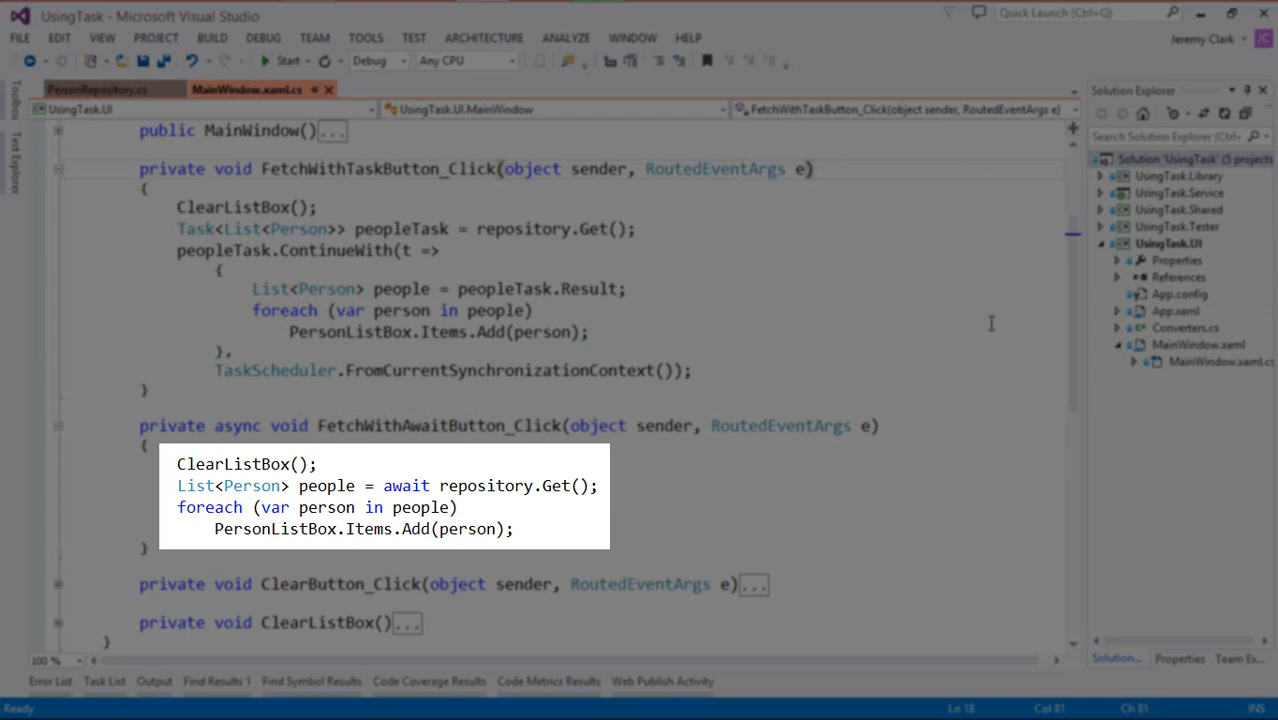 UsingTask - Microsoft Visual Studio
Quick Launch (Ctrl+Q)
FILE EDIT VIEW PROJECT BUILD DEBUG TEAM TOOLS TEST ARCHITECTURE ANALYZE WINDOW HELP
Jeremy Clark
JC
Start Debug Any CPU
Toolbox
Test Explorer
PersonRepository.cs MainWindow.xaml.cs
UsingTask.UI UsingTask.UI.MainWindow FetchWithTaskButton_Click(object sender, RoutedEventArgs e)
public MainWindow()...
private void FetchWithTaskButton_Click(object sender, RoutedEventArgs e)
{
ClearListBox();
Task<List<Person>> peopleTask = repository.Get();
peopleTask.ContinueWith(t =>
{
List<Person> people = peopleTask.Result;
foreach (var person in people)
PersonListBox.Items.Add(person);
},
TaskScheduler.FromCurrentSynchronizationContext());
}
private async void FetchWithAwaitButton_Click(object sender, RoutedEventArgs e)
{
ClearListBox();
List<Person> people = await repository.Get();
foreach (var person in people)
PersonListBox.Items.Add(person);
}
private void ClearButton_Click(object sender, RoutedEventArgs e)...
private void ClearListBox()...
}
100 %
Solution Explorer
Search Solution Explorer (Ctrl+
Solution 'UsingTask' (5 projects
UsingTask.Library
UsingTask.Service
UsingTask.Shared
UsingTask.Tester
UsingTask.UI
Properties
References
App.config
App.xaml
Converters.cs
MainWindow.xaml
MainWindow.xaml.cs
Solution... Properties Team Ex...
Error List Task List Output Find Results 1 Find Symbol Results Code Coverage Results Code Metrics Results Web Publish Activity
Ready Ln 18 Col 81 Ch 81 INS